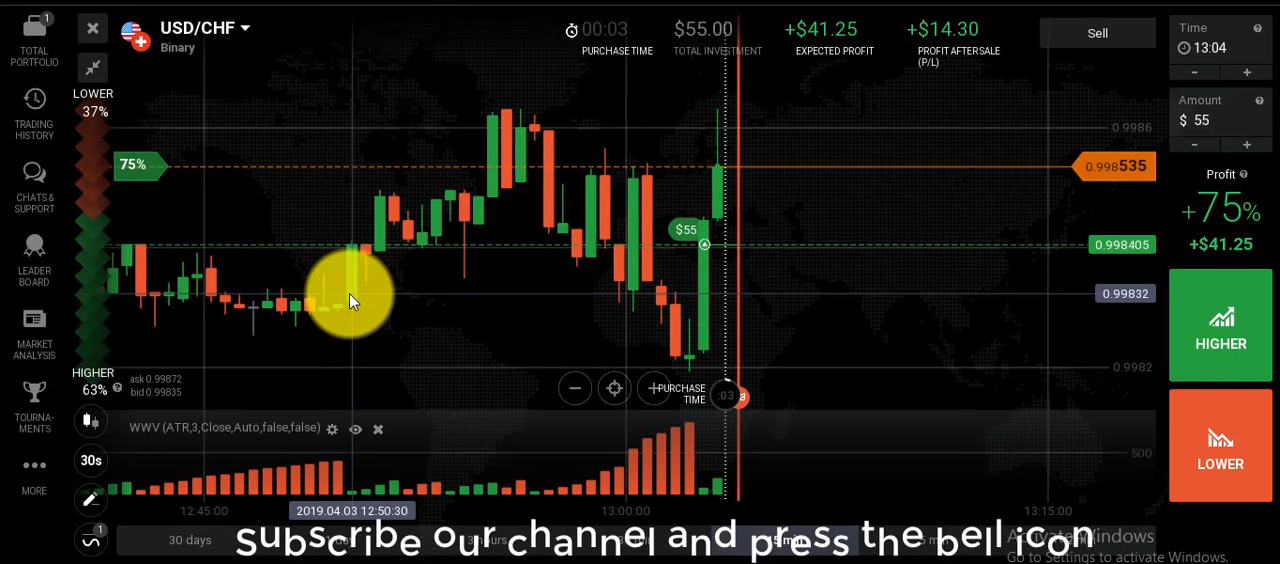 1
TOTAL
PORTFOLIO
TRADING
HISTORY
CHATS &
SUPPORT
LEADER
BOARD
MARKET
ANALYSIS
TOURNA-
MENTS
MORE
USD/CHF
Binary
00:03
PURCHASE TIME
$55.00
TOTAL INVESTMENT
+$41.25
EXPECTED PROFIT
+$14.30
PROFIT AFTER SALE
(P/L)
Sell
LOWER
37%
75%
HIGHER
63%
ask 0.99872
bid 0.99835
$55
0.9986
0.998535
0.998405
0.99832
0.9982
PURCHASE
TIME
:03
WWV (ATR,3,Close,Auto,false,false)
500
30s
1
12:45:00
2019.04.03 12:50:30
13:00:00
13:15:00
30 days
subscribe our channel and press the bell icon
Activate Windows
Go to Settings to activate Windows.
Time
13:04
- +
Amount
$ 55
- +
Profit
+75%
+$41.25
HIGHER
LOWER